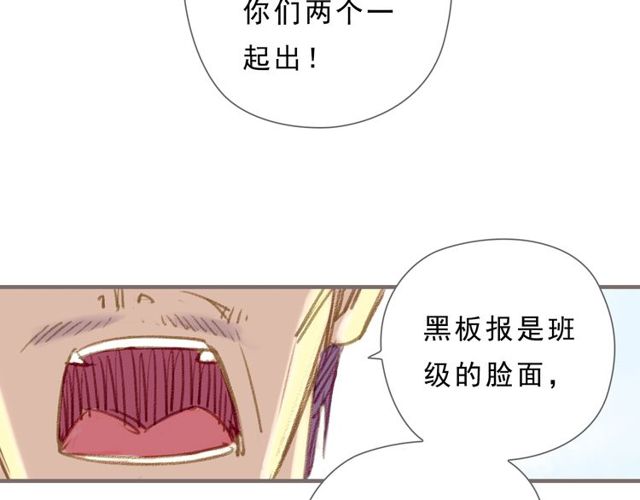 你们两个一
起出！
黑板报是班
级的脸面，